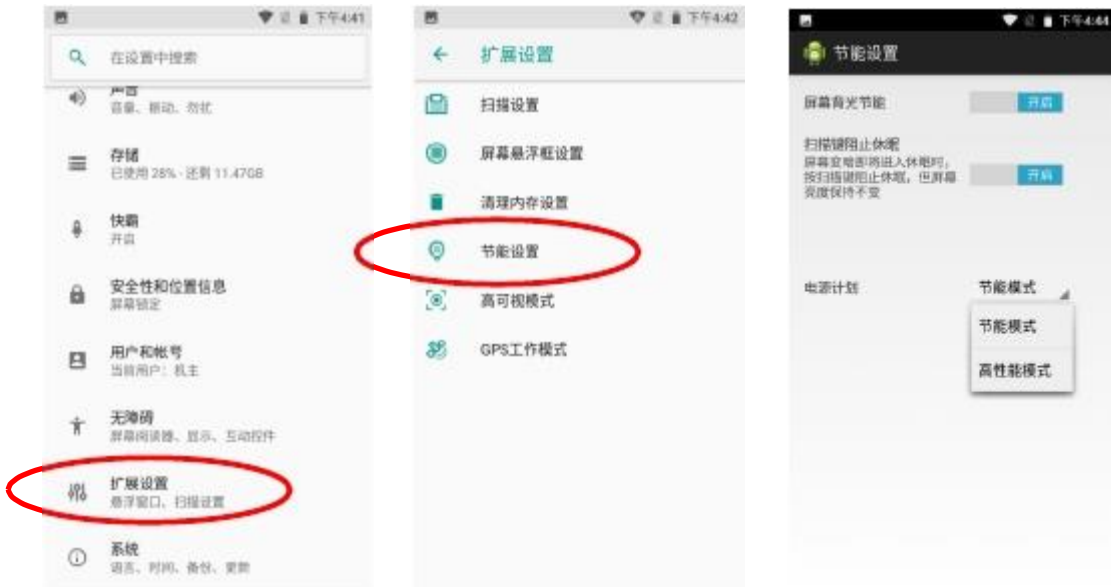 下午4:41
在设置中搜索
声音
音量、振动、勿扰
存储
已使用 28% - 还剩 11.47GB
快霸
开启
安全性和位置信息
屏幕锁定
用户和帐号
当前用户：机主
无障碍
屏幕阅读器、显示、互动控件
扩展设置
悬浮窗口、扫描设置
系统
语言、时间、备份、更新
下午4:42
扩展设置
扫描设置
屏幕悬浮框设置
清理内存设置
节能设置
高可视模式
GPS工作模式
下午4:44
节能设置
屏幕背光节能
开启
扫描键阻止休眠
屏幕变暗即将进入休眠时，
按扫描键阻止休眠，但屏幕
亮度保持不变
开启
电源计划
节能模式
节能模式
高性能模式